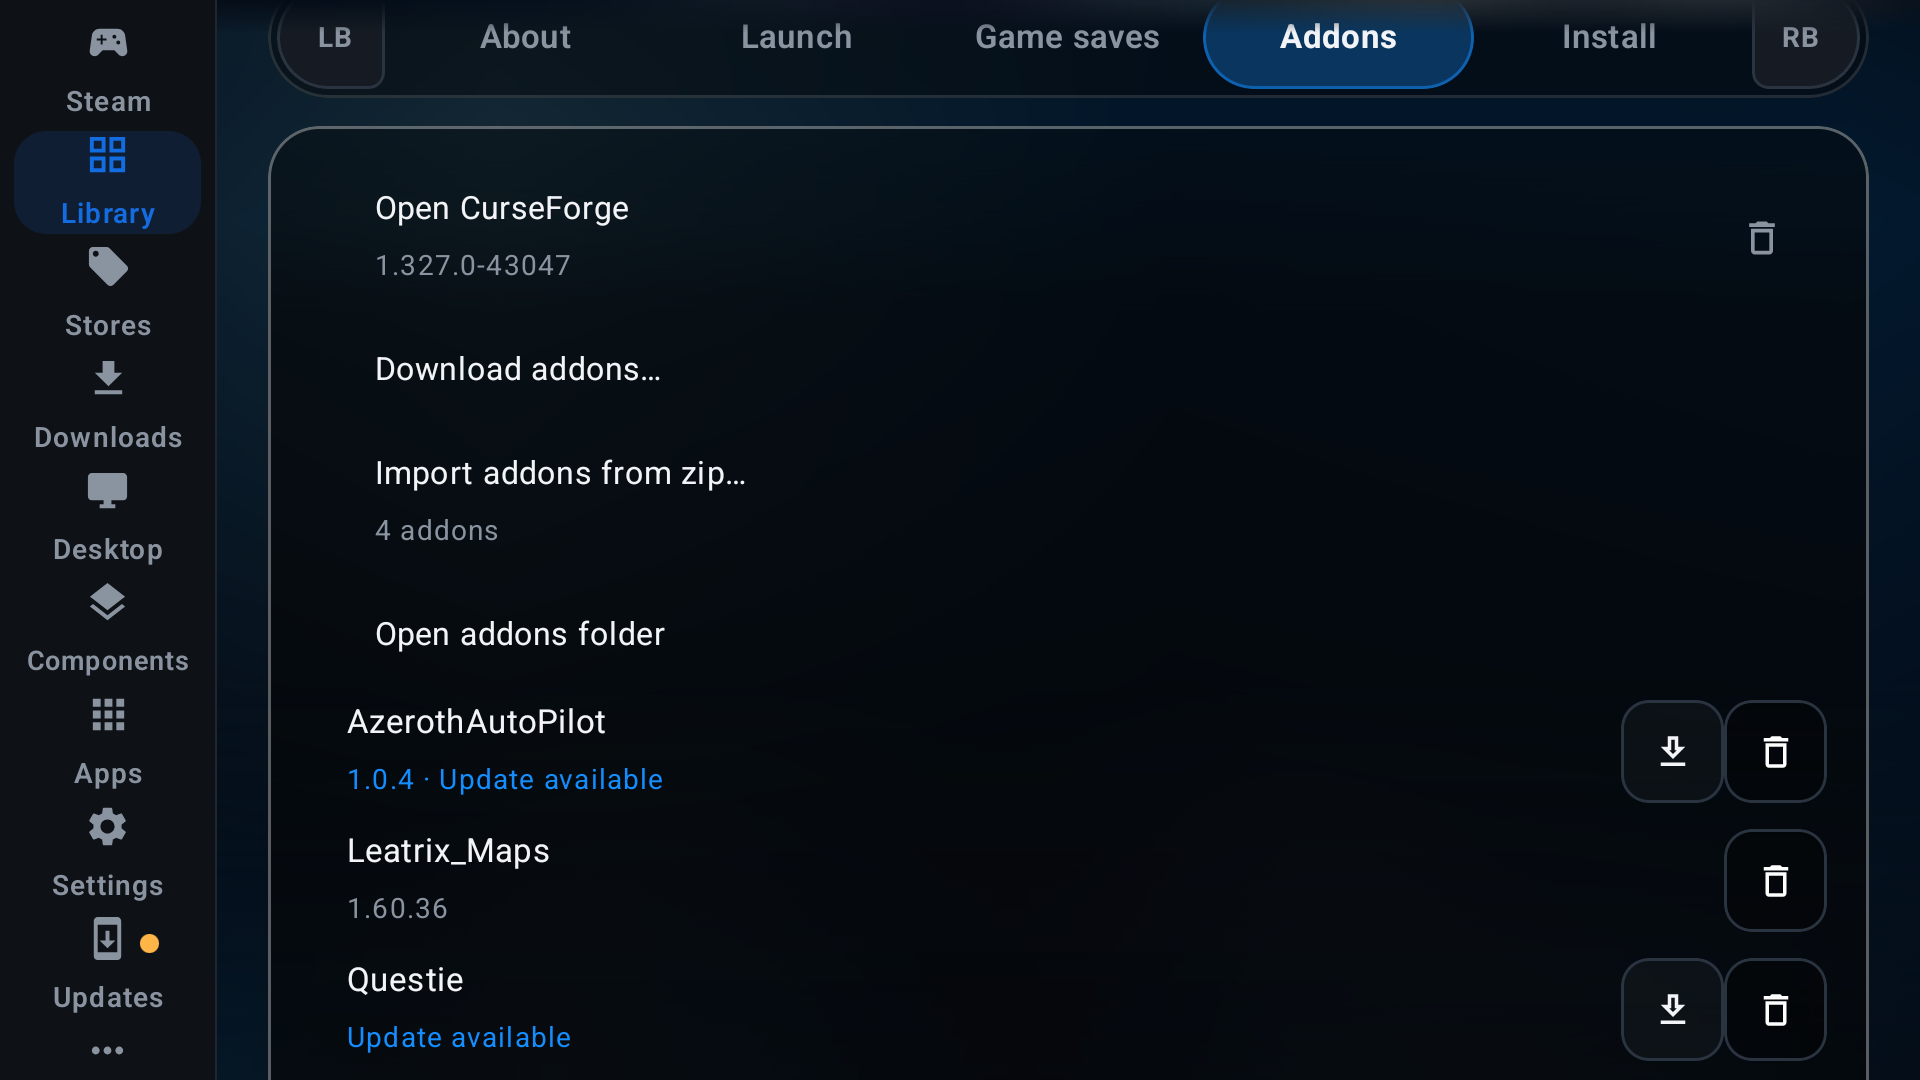 LB
About
Launch
Game saves
Addons
Install
RB
Steam
Library
Stores
Downloads
Desktop
Components
Apps
Settings
Updates
Open CurseForge
1.327.0-43047
Download addons...
Import addons from zip...
4 addons
Open addons folder
AzerothAutoPilot
1.0.4 · Update available
Leatrix_Maps
1.60.36
Questie
Update available